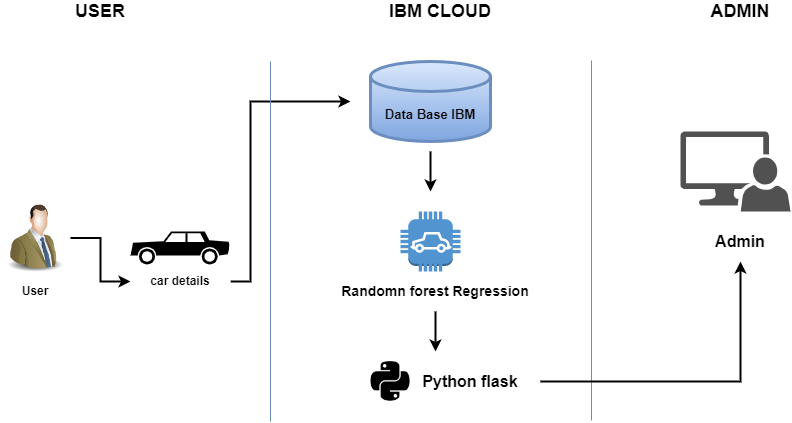 USER
IBM CLOUD
ADMIN
Data Base IBM
User
car details
Randomn forest Regression
Python flask
Admin